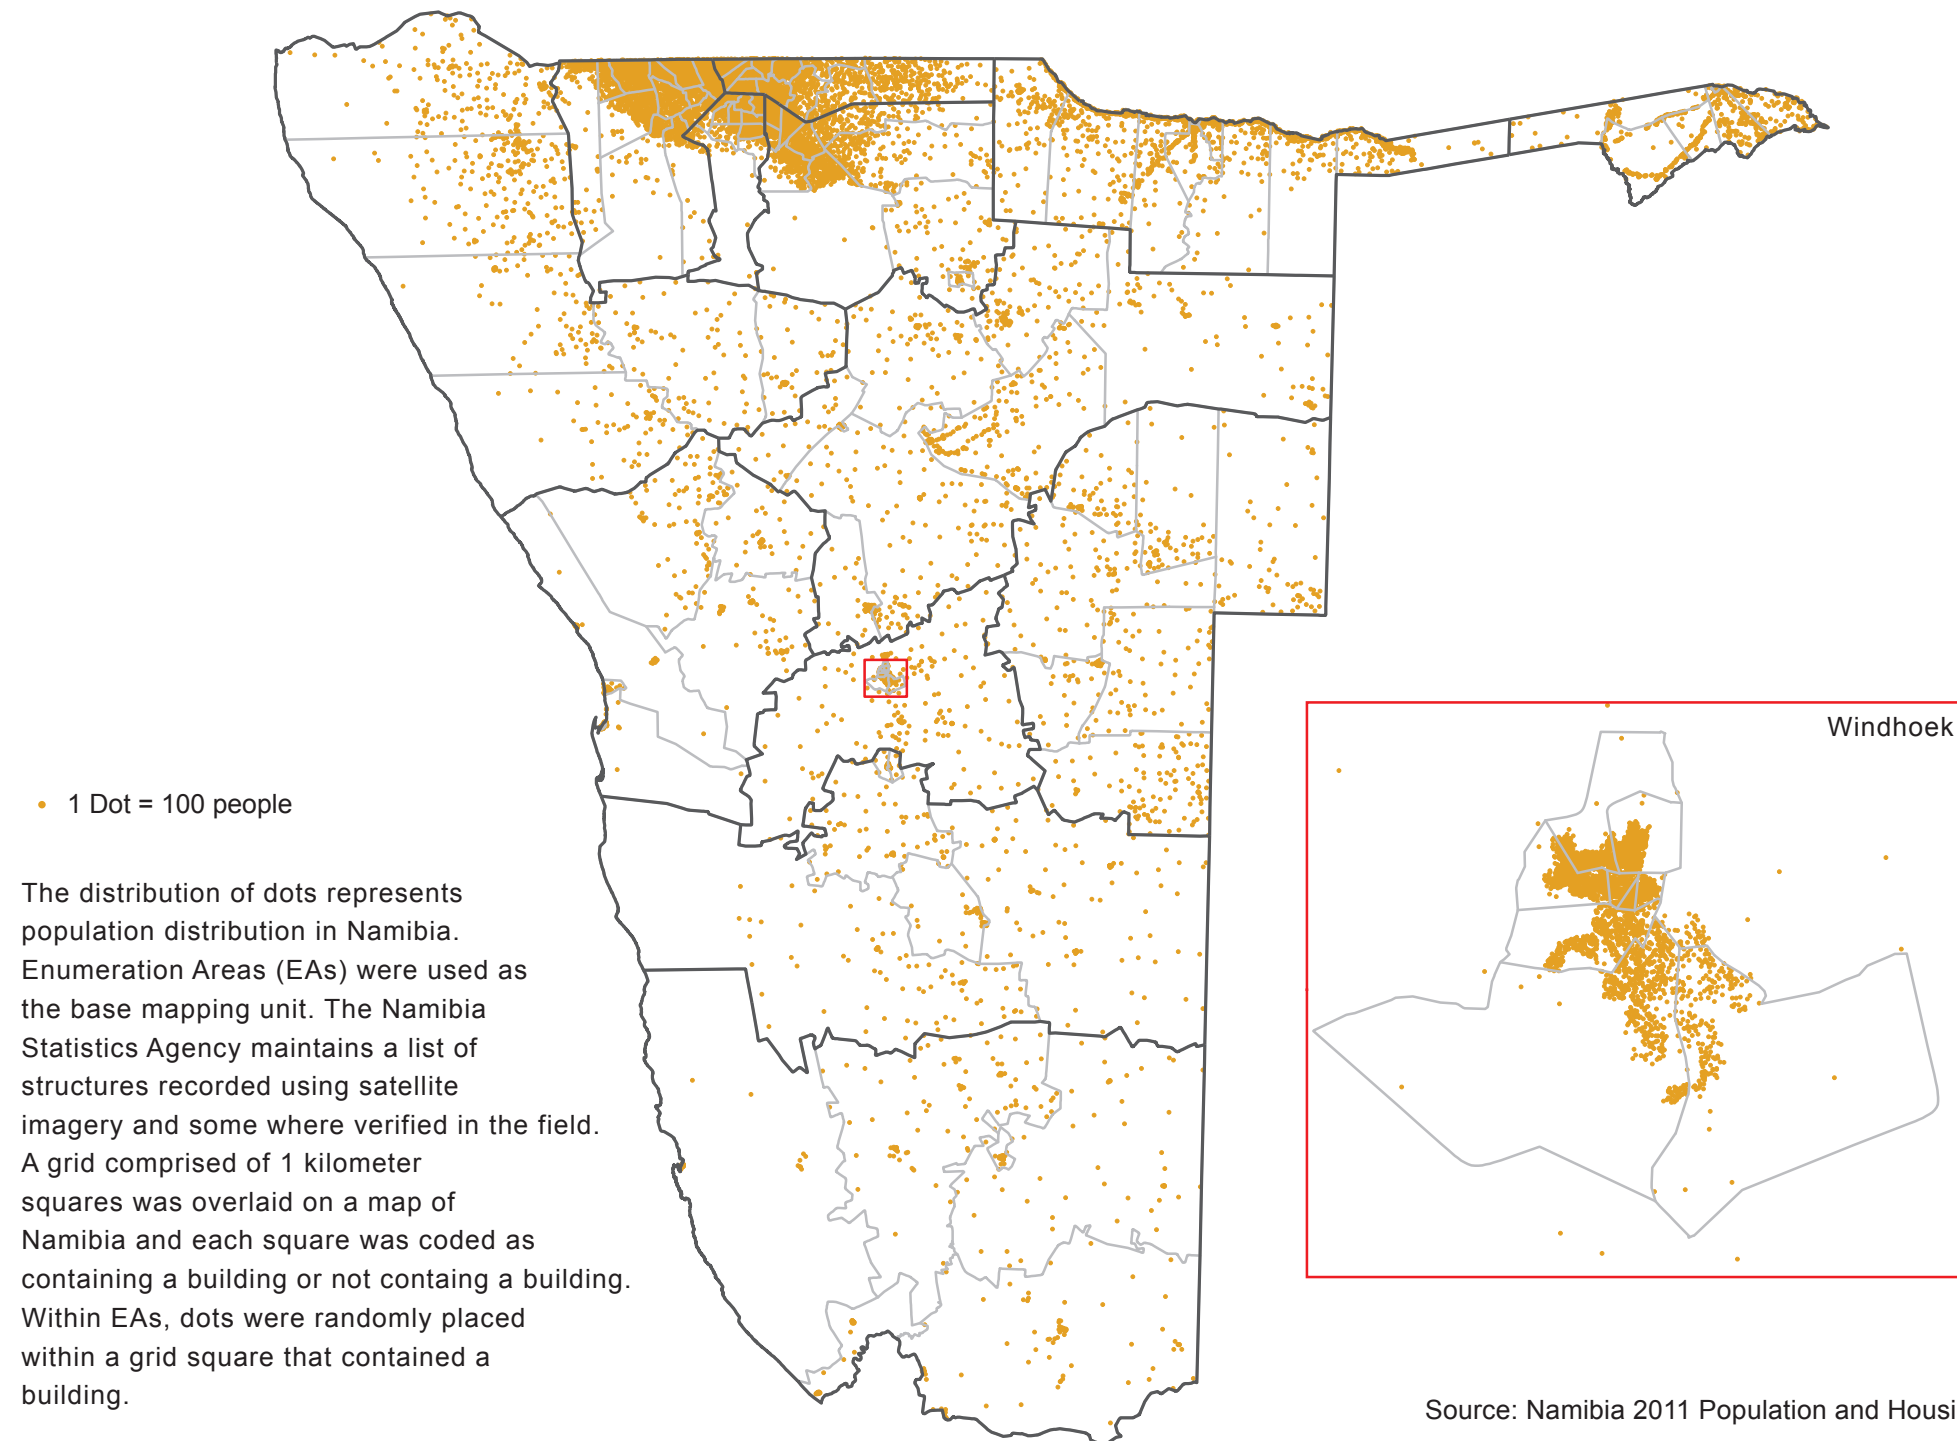 Windhoek
1 Dot = 100 people
The distribution of dots represents
population distribution in Namibia.
Enumeration Areas (EAs) were used as
the base mapping unit. The Namibia
Statistics Agency maintains a list of
structures recorded using satellite
imagery and some where verified in the field.
A grid comprised of 1 kilometer
squares was overlaid on a map of
Namibia and each square was coded as
containing a building or not containg a building.
Within EAs, dots were randomly placed
within a grid square that contained a
building.
Source: Namibia 2011 Population and Housi